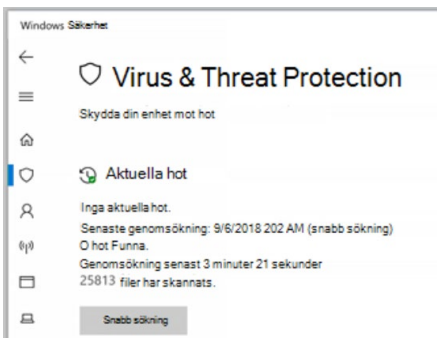 Windows Säkerhet
Virus & Threat Protection
Skydda din enhet mot hot
Aktuella hot
Inga aktuella hot.
Senaste genomsökning: 9/6/2018 202 AM (snabb sökning)
O hot Funna.
Genomsökning senast 3 minuter 21 sekunder
25813 filer har skannats.
Snabb sökning